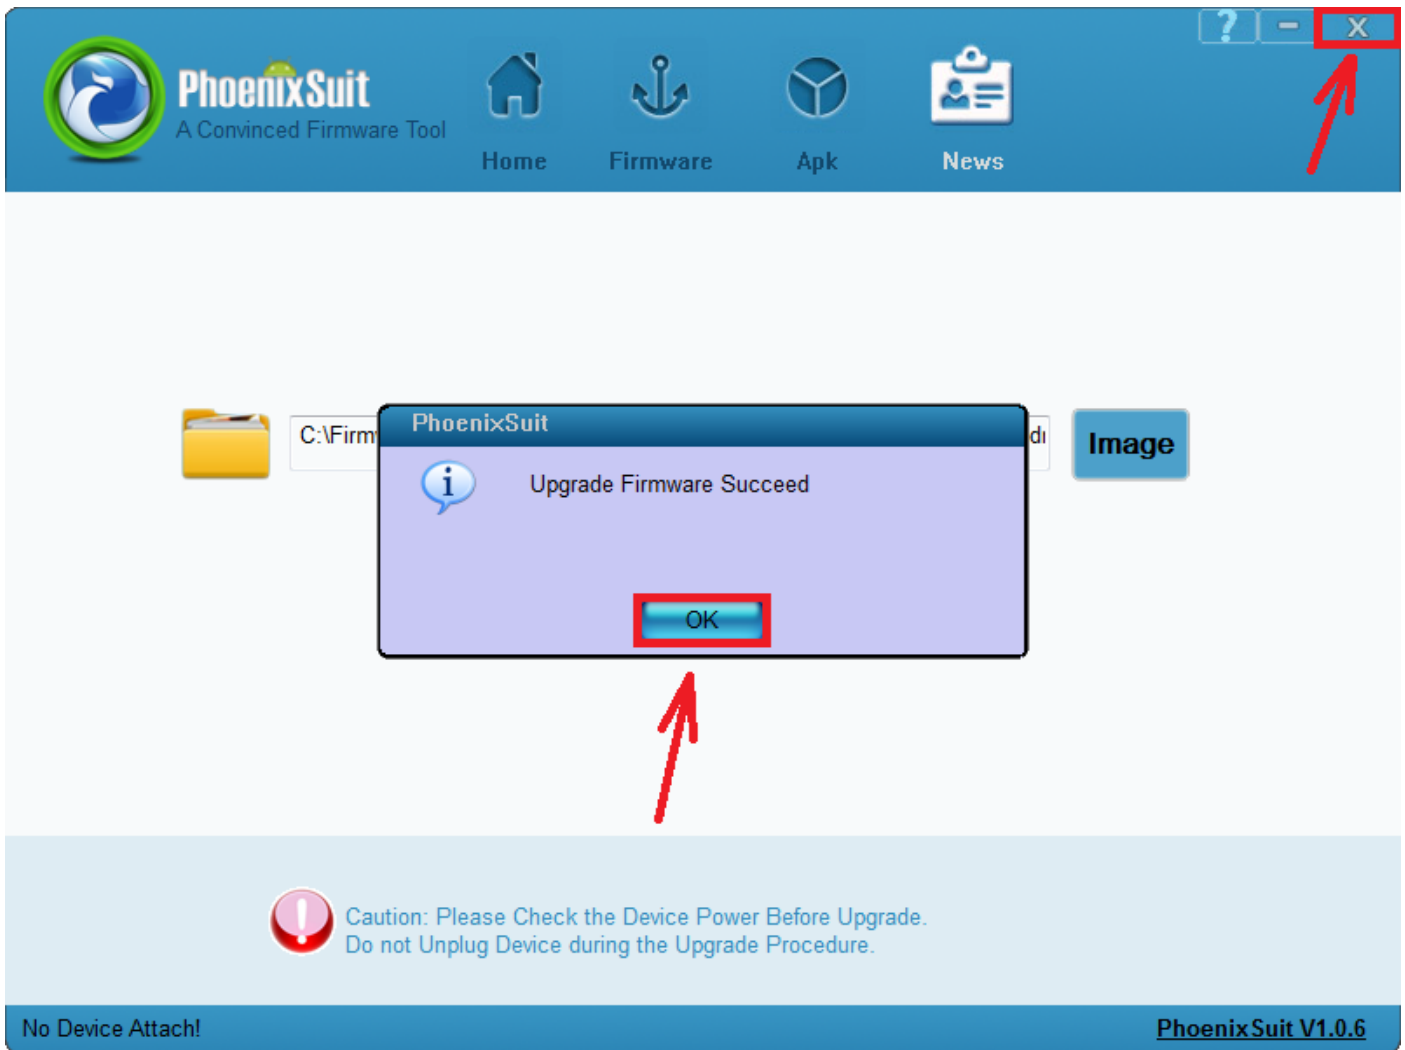 ? – X
PhoenixSuit
A Convinced Firmware Tool
Home Firmware Apk News
PhoenixSuit
C:\Firm
Image
Upgrade Firmware Succeed
OK
Caution: Please Check the Device Power Before Upgrade.
Do not Unplug Device during the Upgrade Procedure.
No Device Attach!
PhoenixSuit V1.0.6